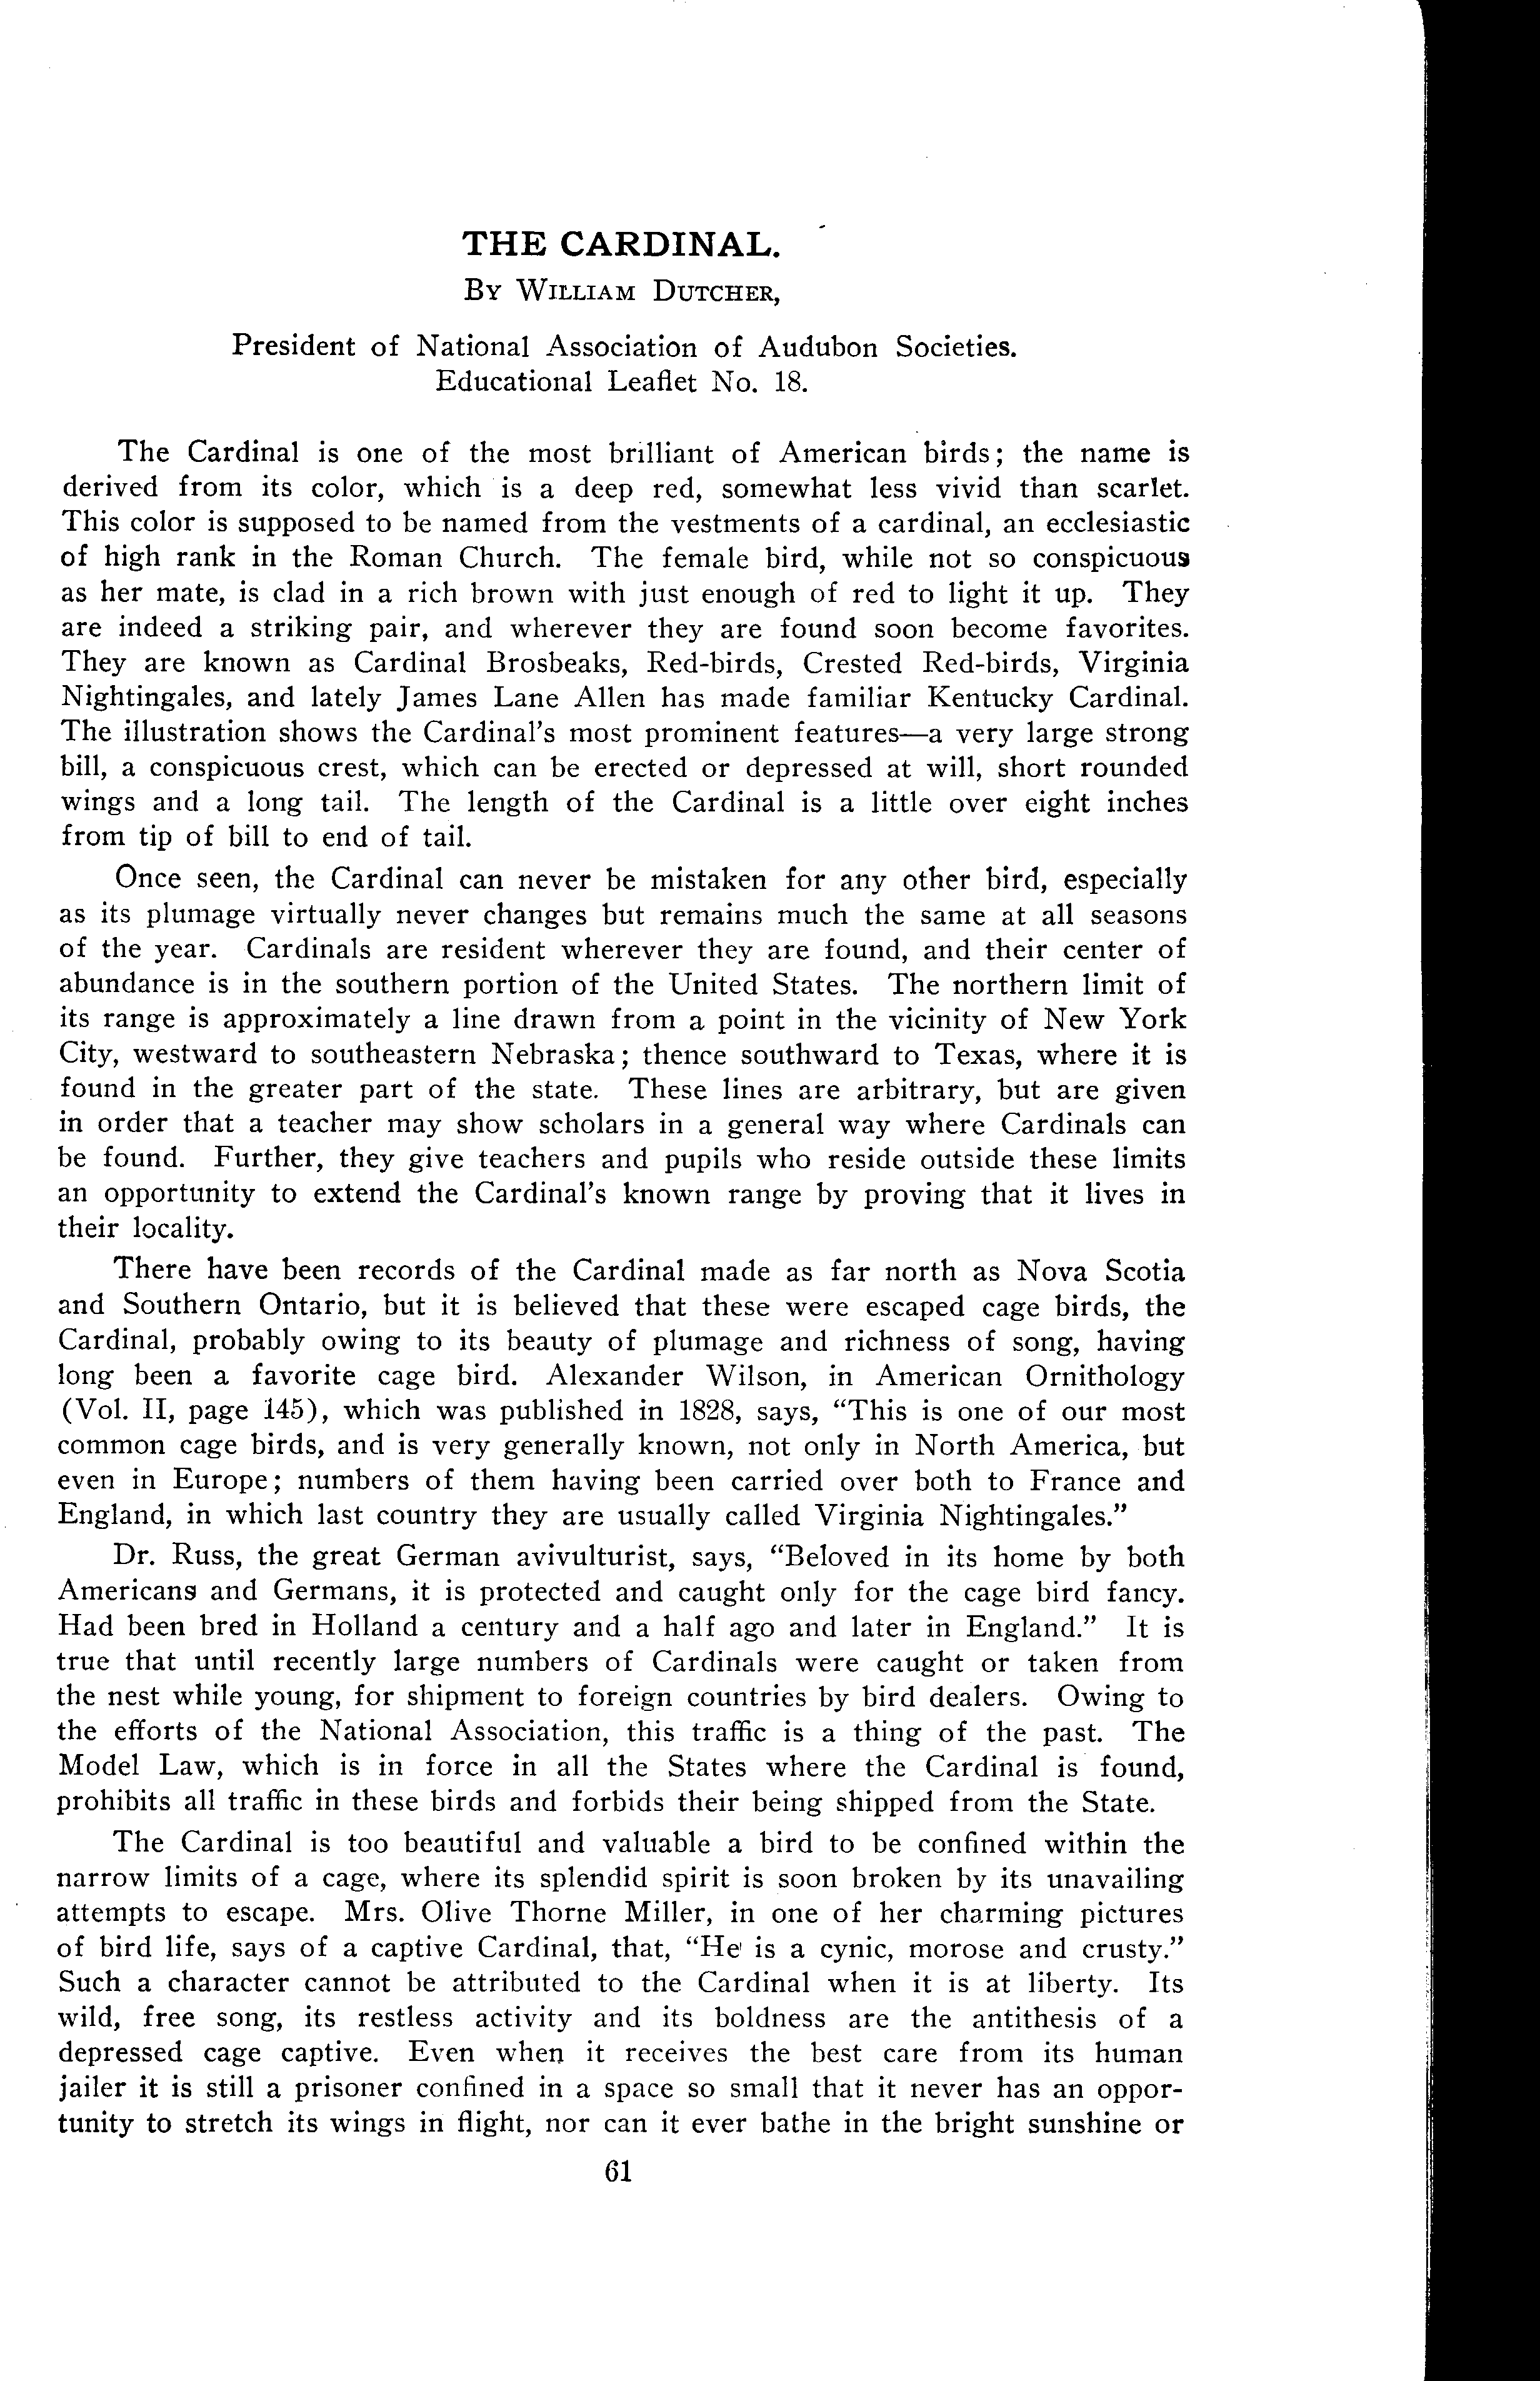 THE CARDINAL.
By William Dutcher,
President of National Association of Audubon Societies.
Educational Leaflet No. 18.
The Cardinal is one of the most brilliant of American birds; the name is
derived from its color, which is a deep red, somewhat less vivid than scarlet.
This color is supposed to be named from the vestments of a cardinal, an ecclesiastic
of high rank in the Roman Church. The female bird, while not so conspicuous
as her mate, is clad in a rich brown with just enough of red to light it up. They
are indeed a striking pair, and wherever they are found soon become favorites.
They are known as Cardinal Brosbeaks, Red-birds, Crested Red-birds, Virginia
Nightingales, and lately James Lane Allen has made familiar Kentucky Cardinal.
The illustration shows the Cardinal's most prominent features—a very large strong
bill, a conspicuous crest, which can be erected or depressed at will, short rounded
wings and a long tail. The length of the Cardinal is a little over eight inches
from tip of bill to end of tail.
Once seen, the Cardinal can never be mistaken for any other bird, especially
as its plumage virtually never changes but remains much the same at all seasons
of the year. Cardinals are resident wherever they are found, and their center of
abundance is in the southern portion of the United States. The northern limit of
its range is approximately a line drawn from a point in the vicinity of New York
City, westward to southeastern Nebraska; thence southward to Texas, where it is
found in the greater part of the state. These lines are arbitrary, but are given
in order that a teacher may show scholars in a general way where Cardinals can
be found. Further, they give teachers and pupils who reside outside these limits
an opportunity to extend the Cardinal's known range by proving that it lives in
their locality.
There have been records of the Cardinal made as far north as Nova Scotia
and Southern Ontario, but it is believed that these were escaped cage birds, the
Cardinal, probably owing to its beauty of plumage and richness of song, having
long been a favorite cage bird. Alexander Wilson, in American Ornithology
(Vol. II, page 145), which was published in 1828, says, "This is one of our most
common cage birds, and is very generally known, not only in North America, but
even in Europe; numbers of them having been carried over both to France and
England, in which last country they are usually called Virginia Nightingales."
Dr. Russ, the great German avivulturist, says, "Beloved in its home by both
Americans and Germans, it is protected and caught only for the cage bird fancy.
Had been bred in Holland a century and a half ago and later in England." It is
true that until recently large numbers of Cardinals were caught or taken from
the nest while young, for shipment to foreign countries by bird dealers. Owing to
the efforts of the National Association, this traffic is a thing of the past. The
Model Law, which is in force in all the States where the Cardinal is found,
prohibits all traffic in these birds and forbids their being shipped from the State.
The Cardinal is too beautiful and valuable a bird to be confined within the
narrow limits of a cage, where its splendid spirit is soon broken by its unavailing
attempts to escape. Mrs. Olive Thorne Miller, in one of her charming pictures
of bird life, says of a captive Cardinal, that, "He is a cynic, morose and crusty."
Such a character cannot be attributed to the Cardinal when it is at liberty. Its
wild, free song, its restless activity and its boldness are the antithesis of a
depressed cage captive. Even when it receives the best care from its human
jailer it is still a prisoner confined in a space so small that it never has an oppor-
tunity to stretch its wings in flight, nor can it ever bathe in the bright sunshine or
61